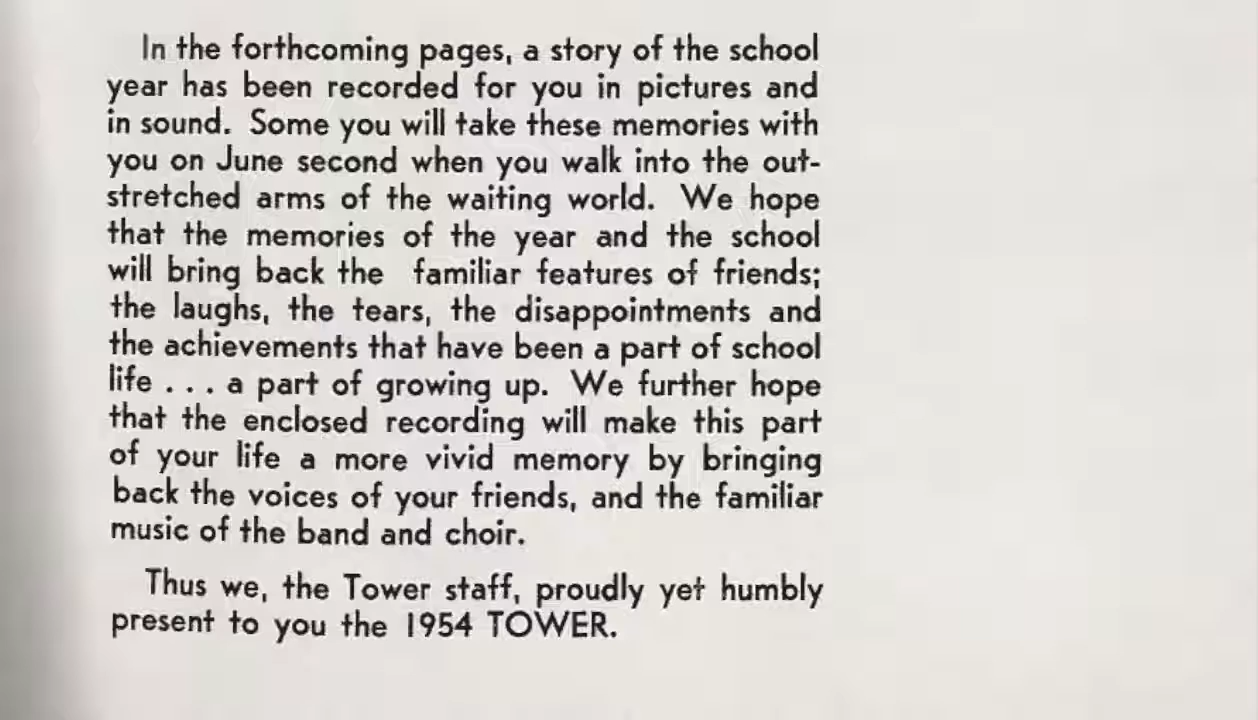 In the forthcoming pages, a story of the school
year has been recorded for you in pictures and
in sound. Some you will take these memories with
you on June second when you walk into the out-
stretched arms of the waiting world. We hope
that the memories of the year and the school
will bring back the familiar features of friends;
the laughs, the tears, the disappointments and
the achievements that have been a part of school
life . . . a part of growing up. We further hope
that the enclosed recording will make this part
of your life a more vivid memory by bringing
back the voices of your friends, and the familiar
music of the band and choir.
Thus we, the Tower staff, proudly yet humbly
present to you the 1954 TOWER.